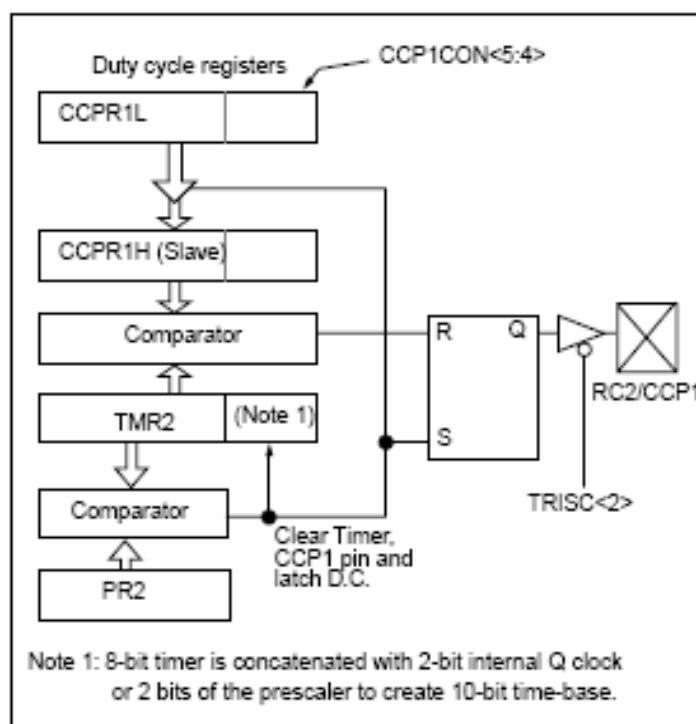 Duty cycle registers
CCP1CON<5:4>
CCPR1L
CCPR1H (Slave)
Comparator
R
Q
RC2/CCP1
TMR2
(Note 1)
S
Comparator
TRISC<2>
Clear Timer,
CCP1 pin and
latch D.C.
PR2
Note 1: 8-bit timer is concatenated with 2-bit internal Q clock
or 2 bits of the prescaler to create 10-bit time-base.